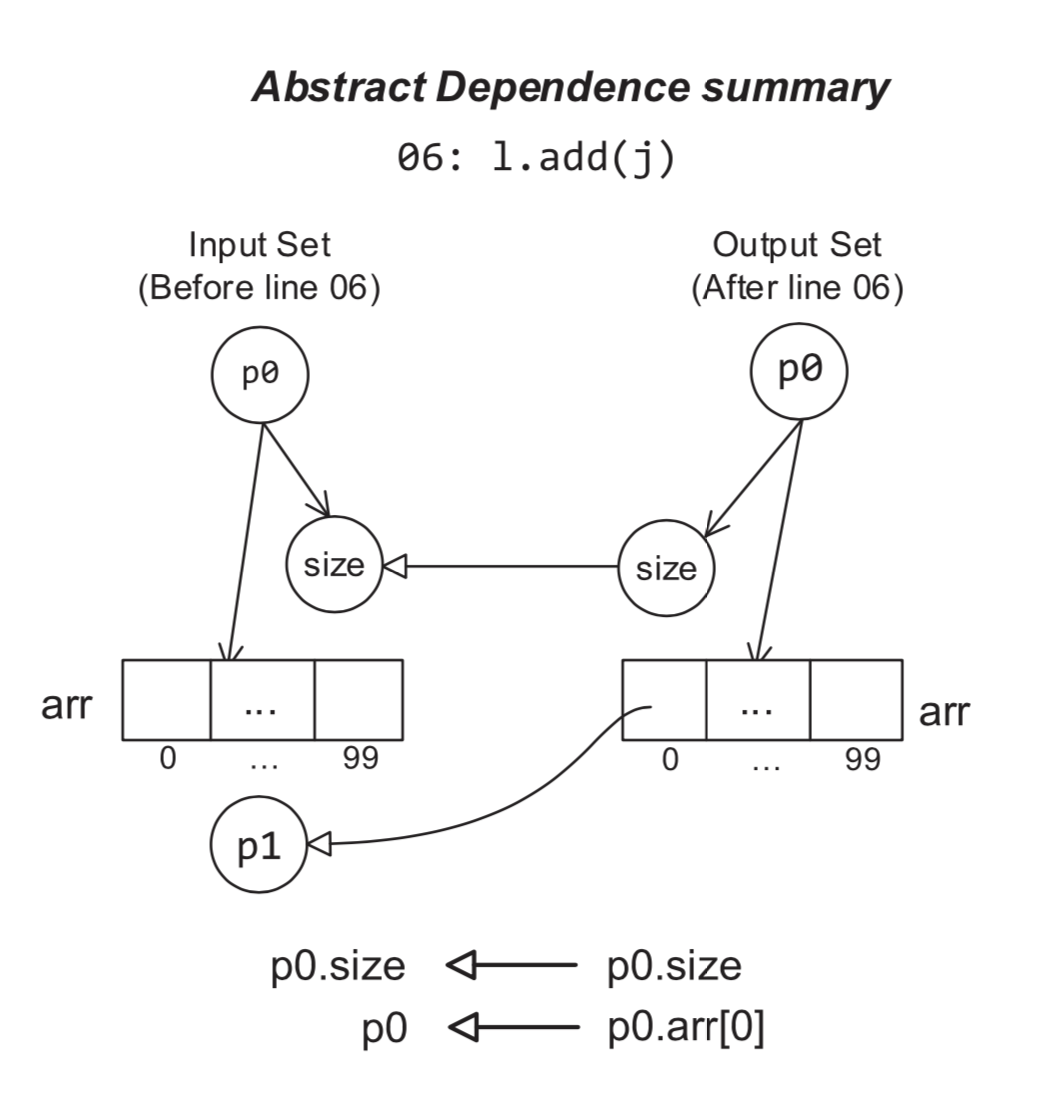 Abstract Dependence summary
06: l.add(j)
Input Set
(Before line 06)
Output Set
(After line 06)
p0
p0
size
size
arr
...
...
arr
0 ... 99
0 ... 99
p1
p0.size p0.size
p0 p0.arr[0]